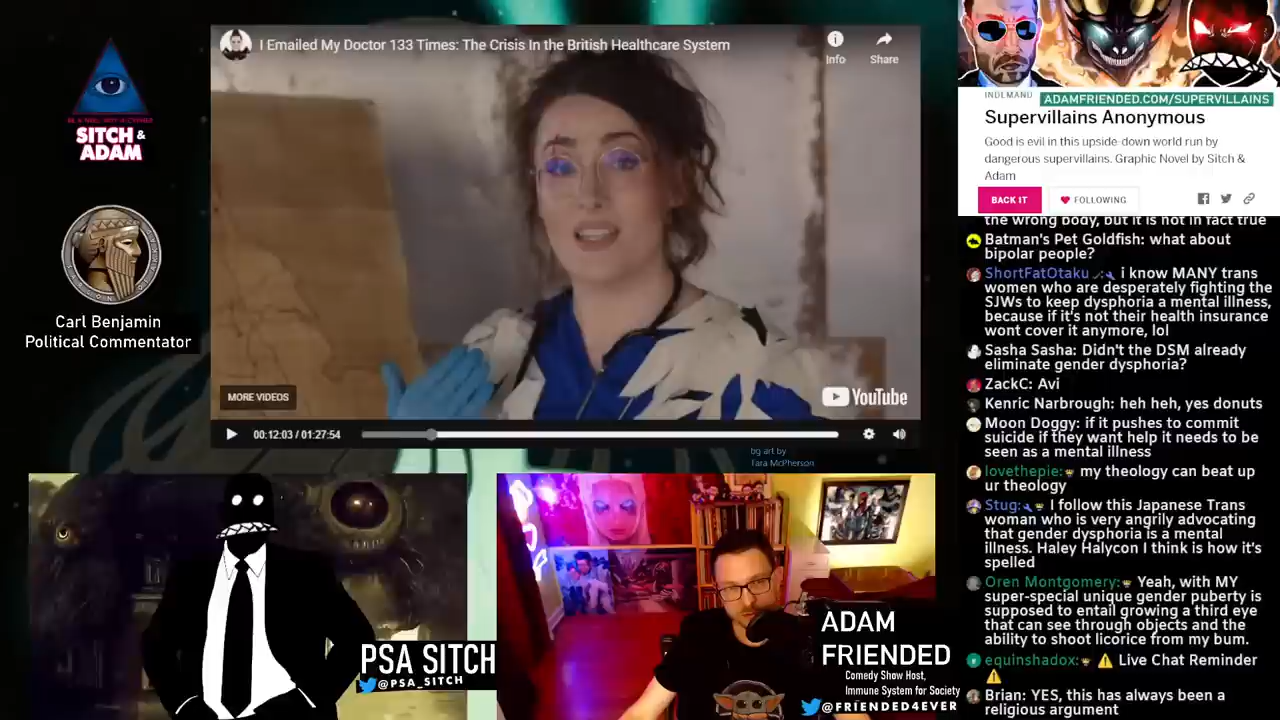 I Emailed My Doctor 133 Times: The Crisis In the British Healthcare System
Info
Share
MORE VIDEOS
YouTube
00:12:03 / 01:27:54
bg art by
Tara McPherson
SITCH &
ADAM
Carl Benjamin
Political Commentator
PSA SITCH
@PSA_SITCH
ADAM
FRIENDED
Comedy Show Host,
Immune System for Society
@FRIENDED4EVER
INDEMAND
ADAMFRIENDED.COM/SUPERVILLAINS
Supervillains Anonymous
Good is evil in this upside-down world run by
dangerous supervillains. Graphic Novel by Sitch &
Adam
BACK IT
FOLLOWING
the wrong body, but it is not in fact true
Batman's Pet Goldfish: what about
bipolar people?
ShortFatOtaku i know MANY trans
women who are desperately fighting the
SJWs to keep dysphoria a mental illness,
because if it's not their health insurance
wont cover it anymore, lol
Sasha Sasha: Didn't the DSM already
eliminate gender dysphoria?
ZackC: Avi
Kenric Narbrough: heh heh, yes donuts
Moon Doggy: if it pushes to commit
suicide if they want help it needs to be
seen as a mental illness
lovethepie: my theology can beat up
ur theology
Stug: I follow this Japanese Trans
woman who is very angrily advocating
that gender dysphoria is a mental
illness. Haley Halycon I think is how it's
spelled
Oren Montgomery: Yeah, with MY
super-special unique gender puberty is
supposed to entail growing a third eye
that can see through objects and the
ability to shoot licorice from my bum.
equinshadox: Live Chat Reminder
Brian: YES, this has always been a
religious argument